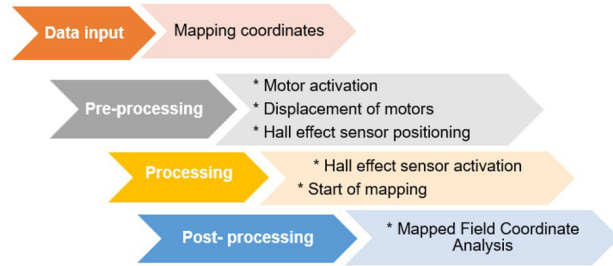 Data input
Mapping coordinates
Pre-processing
* Motor activation
* Displacement of motors
* Hall effect sensor positioning
Processing
* Hall effect sensor activation
* Start of mapping
Post- processing
* Mapped Field Coordinate
Analysis